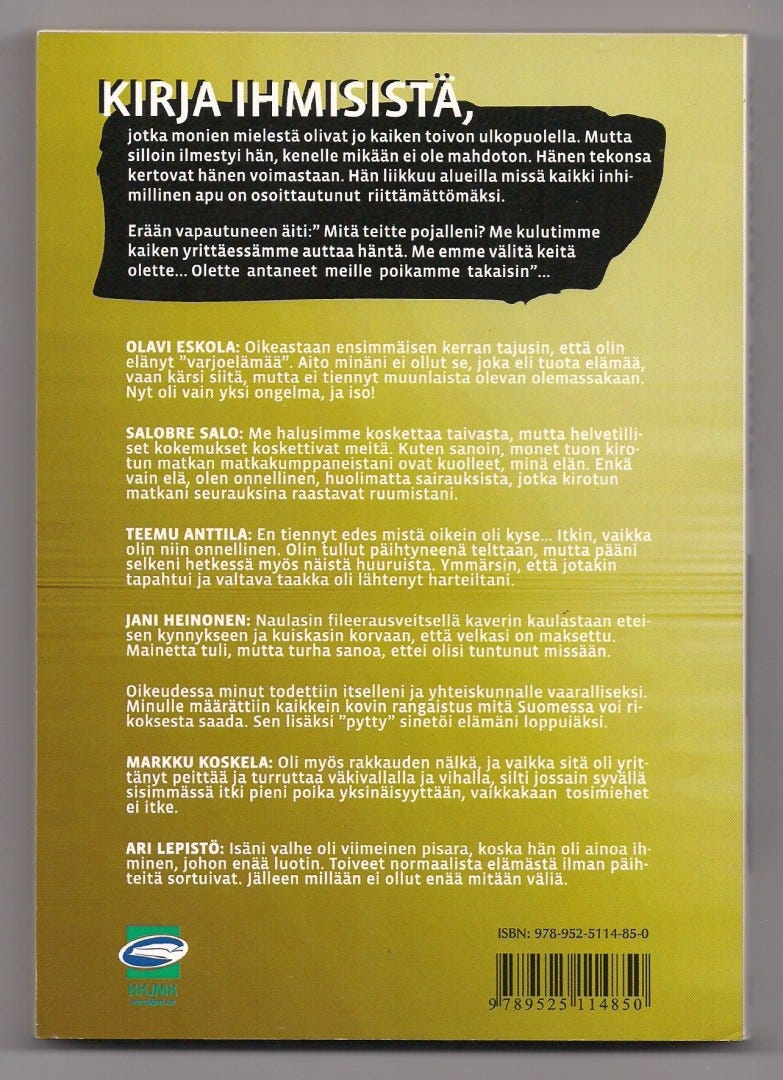 KIRJA IHMISISTÄ,
jotka monien mielestä olivat jo kaiken toivon ulkopuolella. Mutta
silloin ilmestyi hän, kenelle mikään ei ole mahdoton. Hänen tekonsa
kertovat hänen voimastaan. Hän liikkuu alueilla missä kaikki inhi-
millinen apu on osoittautunut riittämättömäksi.
Erään vapautuneen äiti:” Mitä teitte pojalleni? Me kulutimme
kaiken yrittäessämme auttaa häntä. Me emme välitä keitä
olette... Olette antaneet meille poikamme takaisin”...
OLAVI ESKOLA: Oikeastaan ensimmäisen kerran tajusin, että olin
elänyt ”varjoelämää”. Aito minäni ei ollut se, joka eli tuota elämää,
vaan kärsi siitä, mutta ei tiennyt muunlaista olevan olemassakaan.
Nyt oli vain yksi ongelma, ja iso!
SALOBRE SALO: Me halusimme koskettaa taivasta, mutta helvetilli-
set kokemukset koskettivat meitä. Kuten sanoin, monet tuon kiro-
tun matkan matkakumppaneistani ovat kuolleet, minä elän. Enkä
vain elä, olen onnellinen, huolimatta sairauksista, jotka kirotun
matkani seurauksina raastavat ruumistani.
TEEMU ANTTILA: En tiennyt edes mistä oikein oli kyse... Itkin, vaikka
olin niin onnellinen. Olin tullut päihtyneenä telttaan, mutta pääni
selkeni hetkessä myös näistä huuruista. Ymmärsin, että jotakin
tapahtui ja valtava taakka oli lähtenyt harteiltani.
JANI HEINONEN: Naulasin fileerausveitsellä kaverin kaulastaan etei-
sen kynnykseen ja kuiskasin korvaan, että velkasi on maksettu.
Mainetta tuli, mutta turha sanoa, ettei olisi tuntunut missään.
Oikeudessa minut todettiin itselleni ja yhteiskunnalle vaaralliseksi.
Minulle määrättiin kaikkein kovin rangaistus mitä Suomessa voi ri-
koksesta saada. Sen lisäksi ”pytty” sinetöi elämäni loppuiäksi.
MARKKU KOSKELA: Oli myös rakkauden nälkä, ja vaikka sitä oli yrit-
tänyt peittää ja turruttaa väkivallalla ja vihalla, silti jossain syvällä
sisimmässä itki pieni poika yksinäisyyttään, vaikkakaan tosimiehet
ei itke.
ARI LEPISTÖ: Isäni valhe oli viimeinen pisara, koska hän oli ainoa ih-
minen, johon enää luotin. Toiveet normaalista elämästä ilman päih-
teitä sortuivat. Jälleen millään ei ollut enää mitään väliä.
ISBN: 978-952-5114-85-0
KKJMK
9 789525 114850